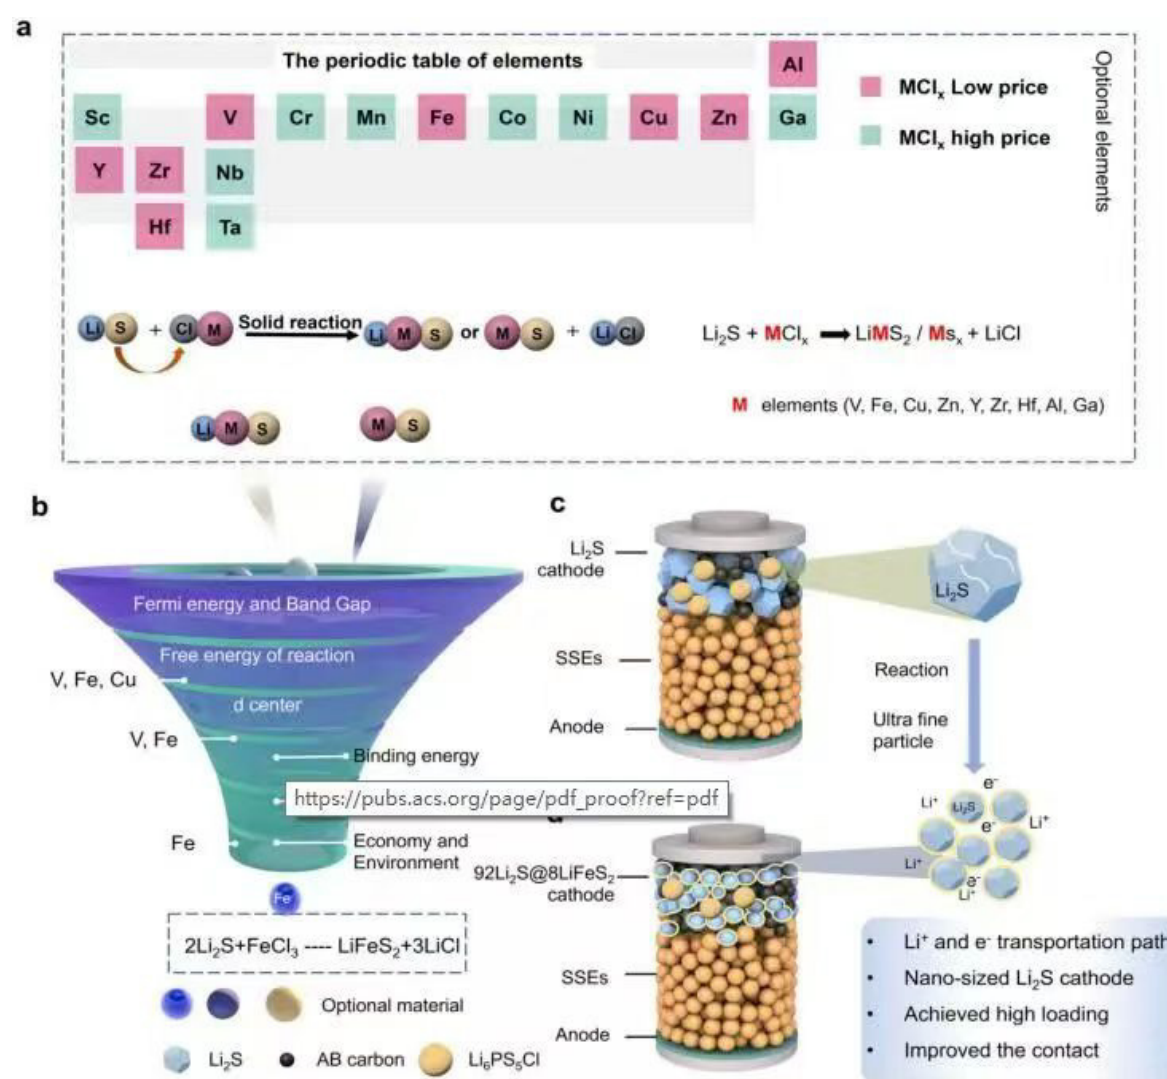 a
The periodic table of elements
Al
MClₓ Low price
Sc V Cr Mn Fe Co Ni Cu Zn Ga
MClₓ high price
Y Zr Nb
Hf Ta
Optional elements
Li S + Cl M Solid reaction Li M S or M S + Li Cl
Li₂S + MClₓ LiMS₂ / Msₓ + LiCl
M elements (V, Fe, Cu, Zn, Y, Zr, Hf, Al, Ga)
Li M S M S
b
Fermi energy and Band Gap
Free energy of reaction
V, Fe, Cu
d center
V, Fe
Binding energy
https://pubs.acs.org/page/pdf_proof?ref=pdf
Fe
Economy and
Environment
Fe
2Li₂S+FeCl₃ ---- LiFeS₂+3LiCl
Optional material
Li₂S AB carbon Li₆PS₅Cl
c
Li₂S
cathode
Li₂S
SSEs
Anode
Reaction
Ultra fine
particle
e⁻
Li⁺ Li₂S
e⁻ Li⁺
Li⁺
e⁻
Li⁺
92Li₂S@8LiFeS₂
cathode
SSEs
Anode
• Li⁺ and e⁻ transportation path
• Nano-sized Li₂S cathode
• Achieved high loading
• Improved the contact